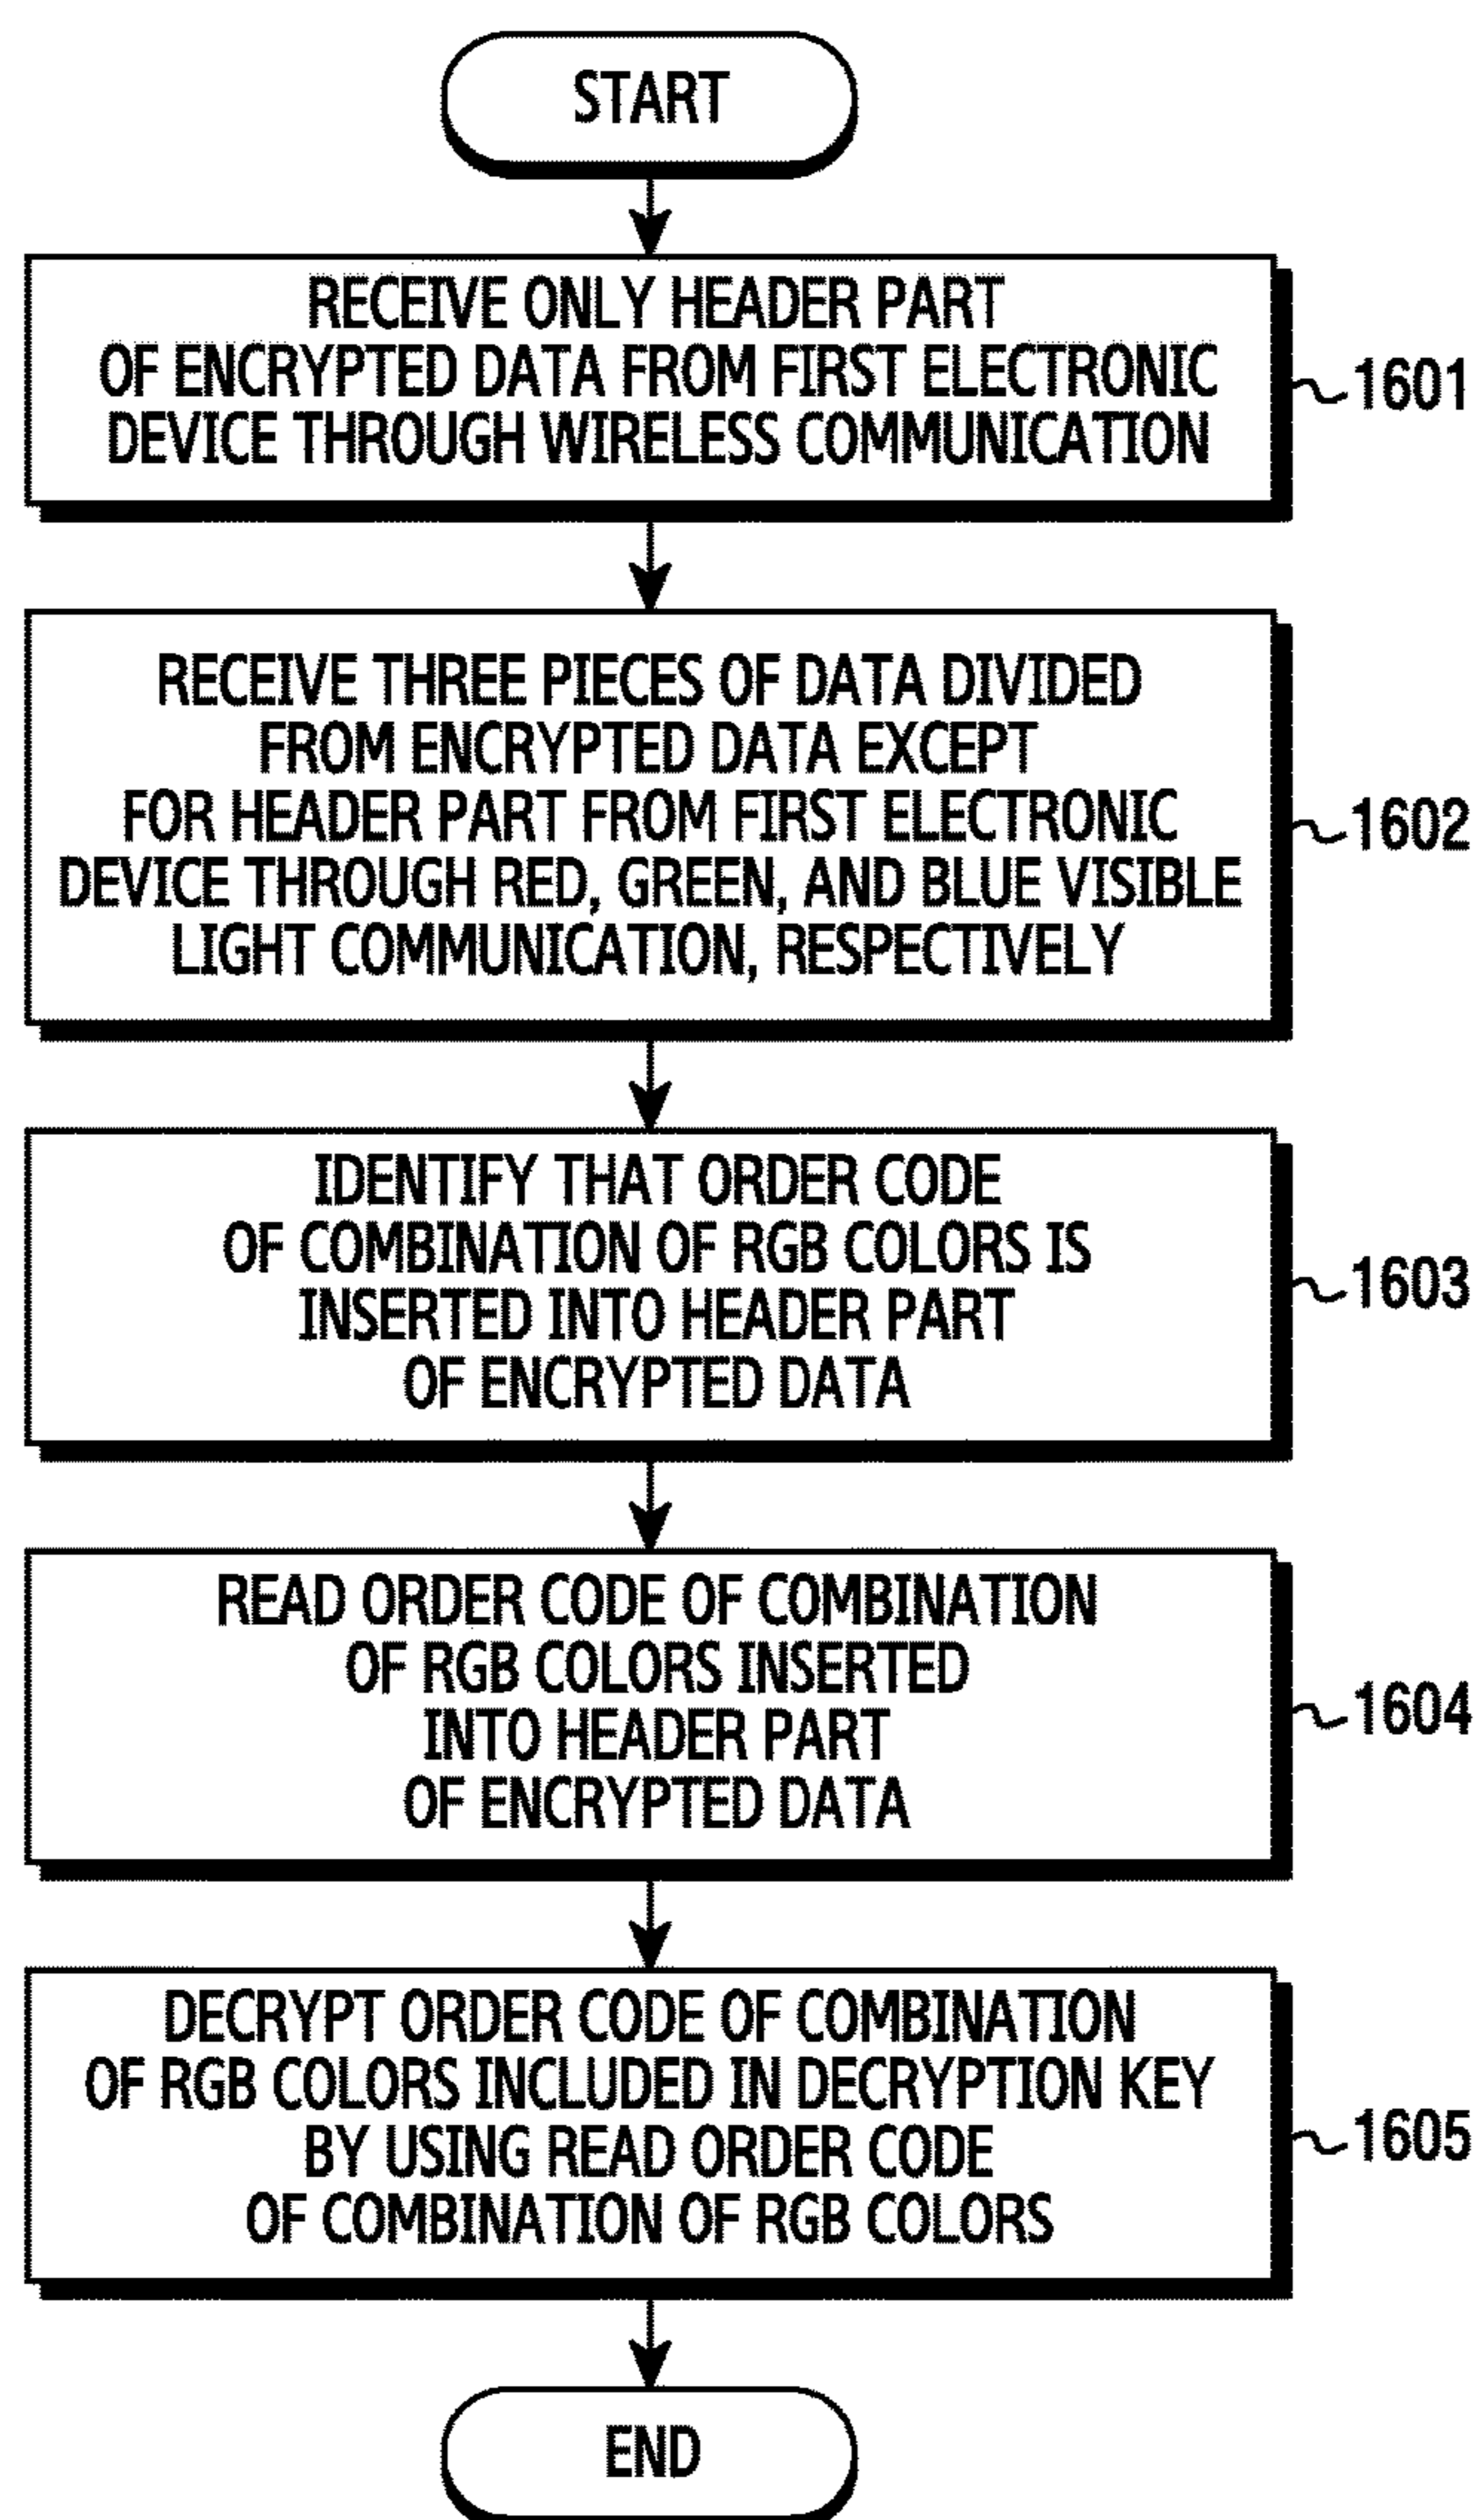 START
RECEIVE ONLY HEADER PART
OF ENCRYPTED DATA FROM FIRST ELECTRONIC
DEVICE THROUGH WIRELESS COMMUNICATION
1601
RECEIVE THREE PIECES OF DATA DIVIDED
FROM ENCRYPTED DATA EXCEPT
FOR HEADER PART FROM FIRST ELECTRONIC
DEVICE THROUGH RED, GREEN, AND BLUE VISIBLE
LIGHT COMMUNICATION, RESPECTIVELY
1602
IDENTIFY THAT ORDER CODE
OF COMBINATION OF RGB COLORS IS
INSERTED INTO HEADER PART
OF ENCRYPTED DATA
1603
READ ORDER CODE OF COMBINATION
OF RGB COLORS INSERTED
INTO HEADER PART
OF ENCRYPTED DATA
1604
DECRYPT ORDER CODE OF COMBINATION
OF RGB COLORS INCLUDED IN DECRYPTION KEY
BY USING READ ORDER CODE
OF COMBINATION OF RGB COLORS
1605
END